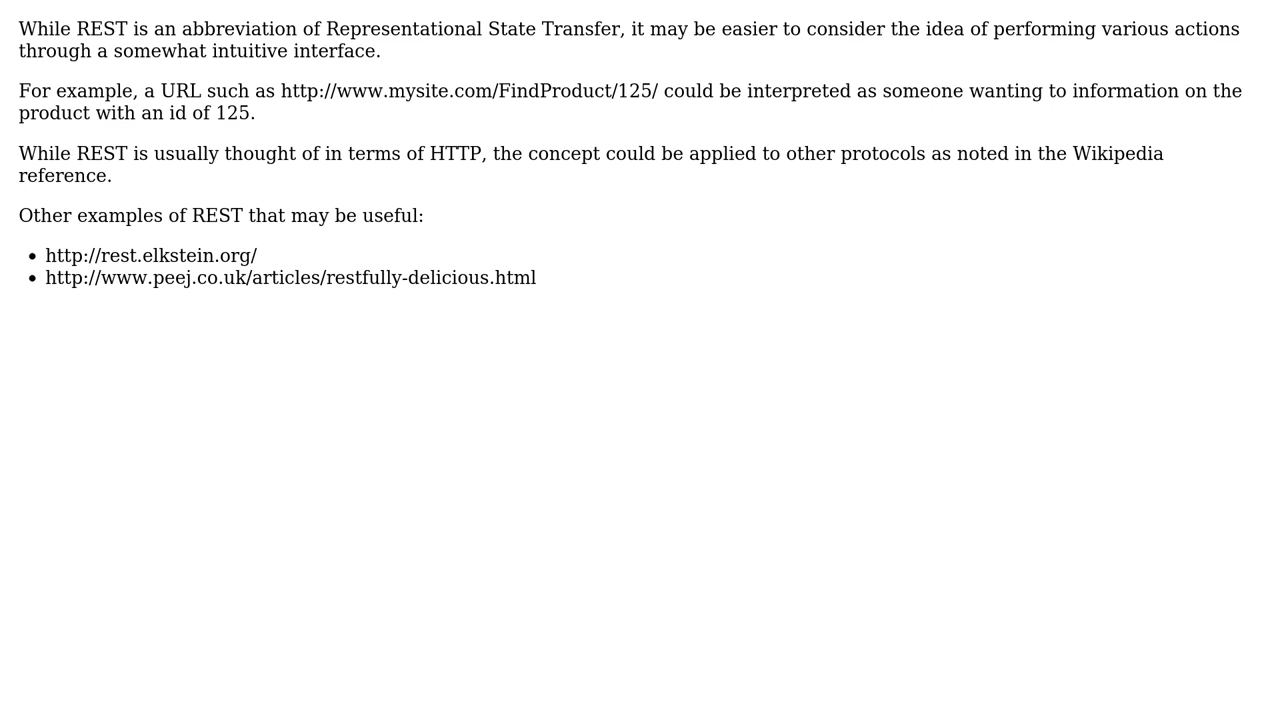 While REST is an abbreviation of Representational State Transfer, it may be easier to consider the idea of performing various actions
through a somewhat intuitive interface.
For example, a URL such as http://www.mysite.com/FindProduct/125/ could be interpreted as someone wanting to information on the
product with an id of 125.
While REST is usually thought of in terms of HTTP, the concept could be applied to other protocols as noted in the Wikipedia
reference.
Other examples of REST that may be useful:
• http://rest.elkstein.org/
• http://www.peej.co.uk/articles/restfully-delicious.html